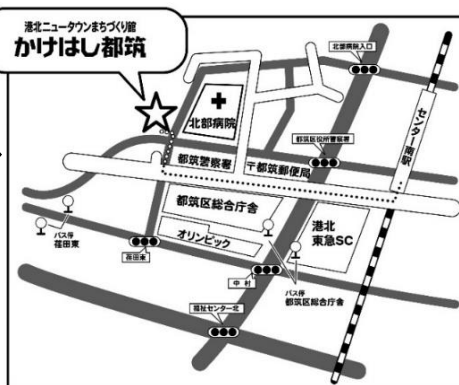 港北ニュータウンまちづくり館
かけはし都筑
北部病院入口
北部病院
センター南駅
都筑区役所警察署
都筑警察署
〒都筑郵便局
都筑区総合庁舎
港北
東急SC
オリンピック
バス停
荏田東
荏田東
中村
バス停
都筑区総合庁舎
福祉センター北